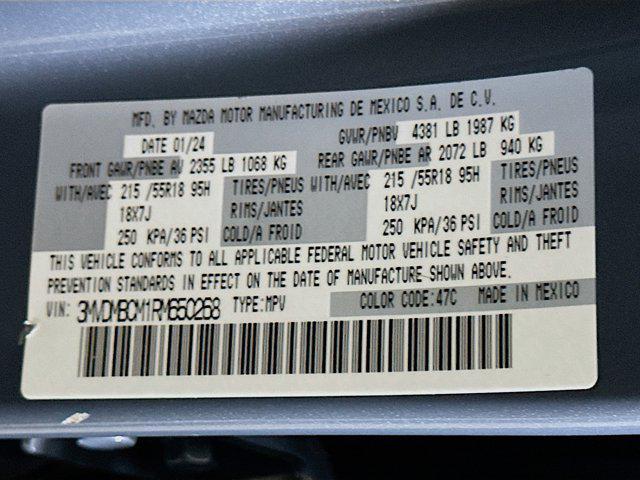 MFD. BY MAZDA MOTOR MANUFACTURING DE MEXICO S.A. DE C.V.
DATE 01/24 GVWR/PNBV 4381 LB 1987 KG
FRONT GAWR/PNBE AV 2355 LB 1068 KG REAR GAWR/PNBE AR 2072 LB 940 KG
WITH/AVEC 215 /55R18 95H TIRES/PNEUS WITH/AVEC 215 /55R18 95H TIRES/PNEUS
18X7J RIMS/JANTES 18X7J RIMS/JANTES
250 KPA/36 PSI COLD/A FROID 250 KPA/36 PSI COLD/A FROID
THIS VEHICLE CONFORMS TO ALL APPLICABLE FEDERAL MOTOR VEHICLE SAFETY AND THEFT
PREVENTION STANDARDS IN EFFECT ON THE DATE OF MANUFACTURE SHOWN ABOVE.
VIN: 3MVDMBCM1RM650268 TYPE:MPV COLOR CODE:47C MADE IN MEXICO